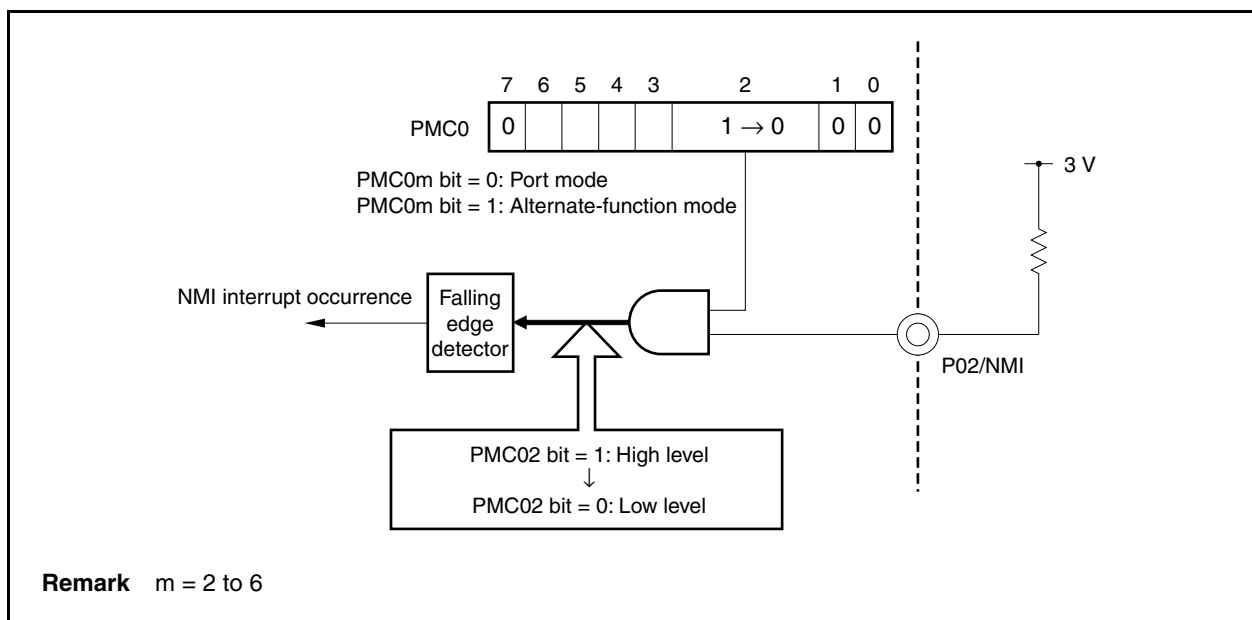 7 6 5 4 3 2 1 0
PMC0 0 1 → 0 0 0
3 V
PMC0m bit = 0: Port mode
PMC0m bit = 1: Alternate-function mode
NMI interrupt occurrence
Falling
edge
detector
P02/NMI
PMC02 bit = 1: High level
↓
PMC02 bit = 0: Low level
Remark m = 2 to 6